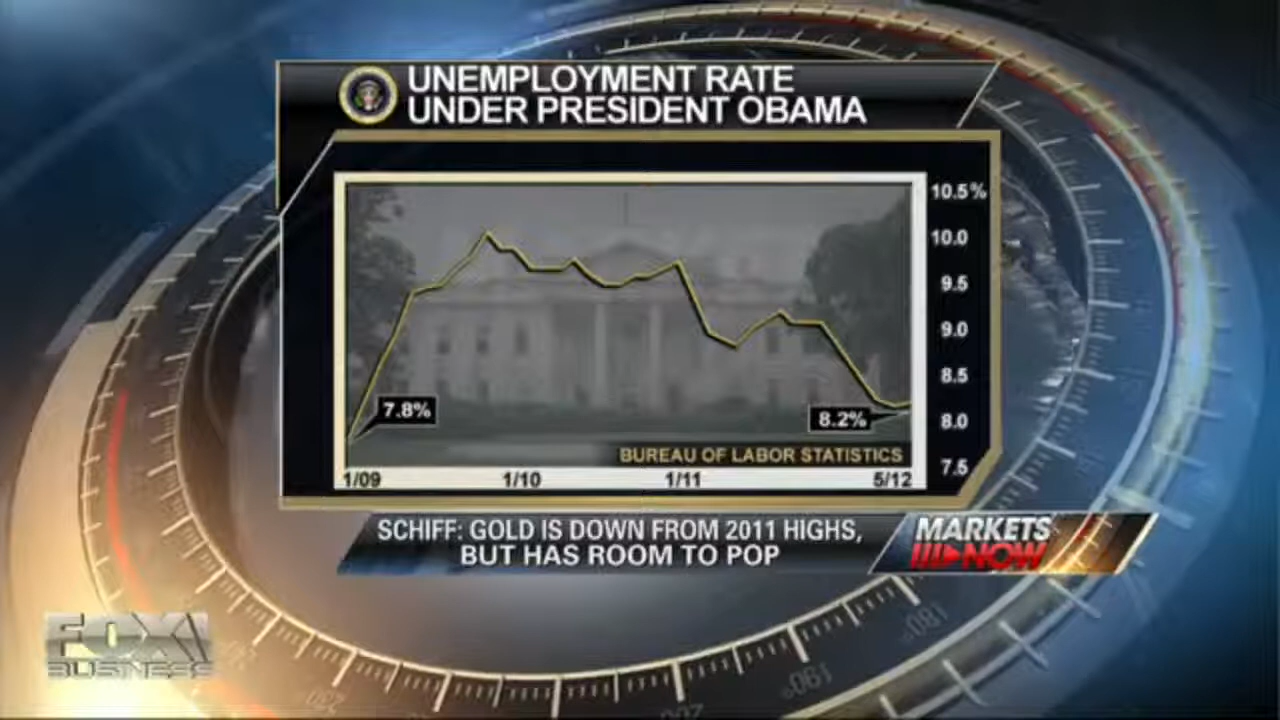 UNEMPLOYMENT RATE
UNDER PRESIDENT OBAMA
10.5%
10.0
9.5
9.0
8.5
8.0
7.5
7.8%
8.2%
BUREAU OF LABOR STATISTICS
1/09 1/10 1/11 5/12
SCHIFF: GOLD IS DOWN FROM 2011 HIGHS,
BUT HAS ROOM TO POP
MARKETS
NOW
FOX
BUSINESS
180
190